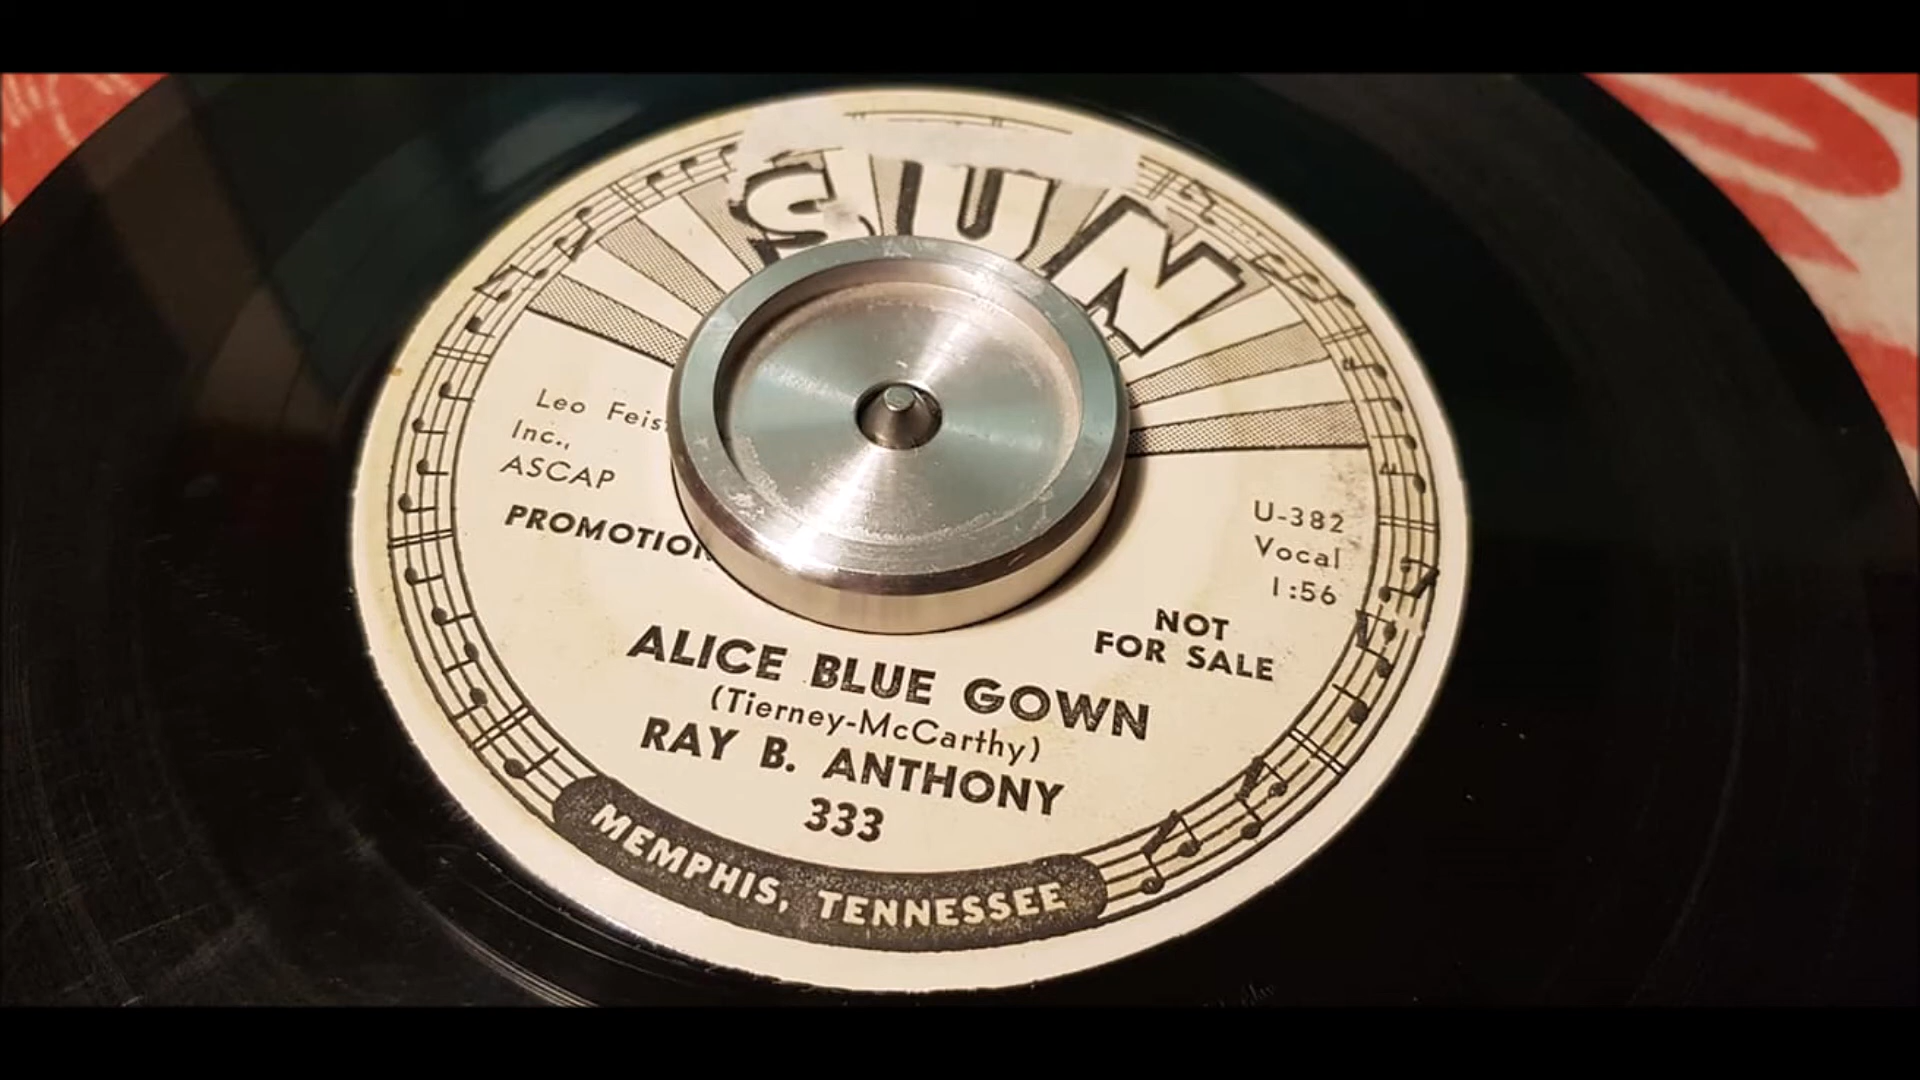 SUN
Leo Feis
Inc.,
ASCAP
PROMOTION
U-382
Vocal
1:56
NOT
FOR SALE
ALICE BLUE GOWN
(Tierney-McCarthy)
RAY B. ANTHONY
333
MEMPHIS, TENNESSEE